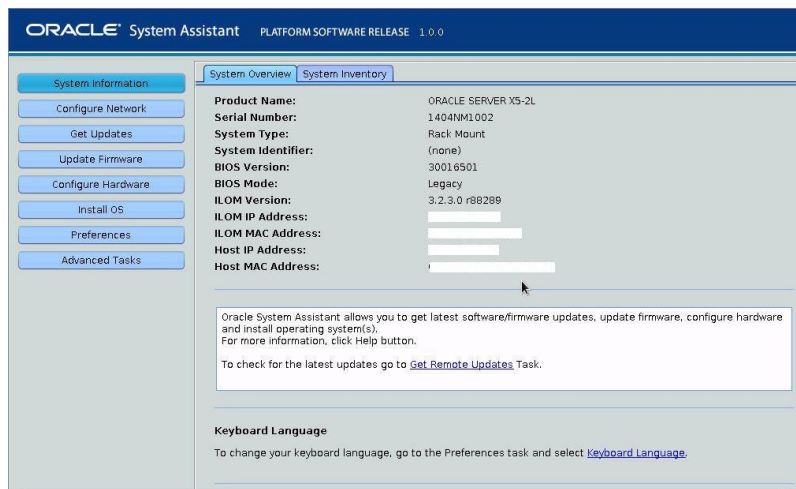 ORACLE System Assistant PLATFORM SOFTWARE RELEASE 1.0.0
System Information
Configure Network
Get Updates
Update Firmware
Configure Hardware
Install OS
Preferences
Advanced Tasks
System Overview System Inventory
Product Name: ORACLE SERVER X5-2L
Serial Number: 1404NM1002
System Type: Rack Mount
System Identifier: (none)
BIOS Version: 30016501
BIOS Mode: Legacy
ILOM Version: 3.2.3.0 r88289
ILOM IP Address:
ILOM MAC Address:
Host IP Address:
Host MAC Address:
Oracle System Assistant allows you to get latest software/firmware updates, update firmware, configure hardware
and install operating system(s).
For more information, click Help button.
To check for the latest updates go to Get Remote Updates Task.
Keyboard Language
To change your keyboard language, go to the Preferences task and select Keyboard Language.